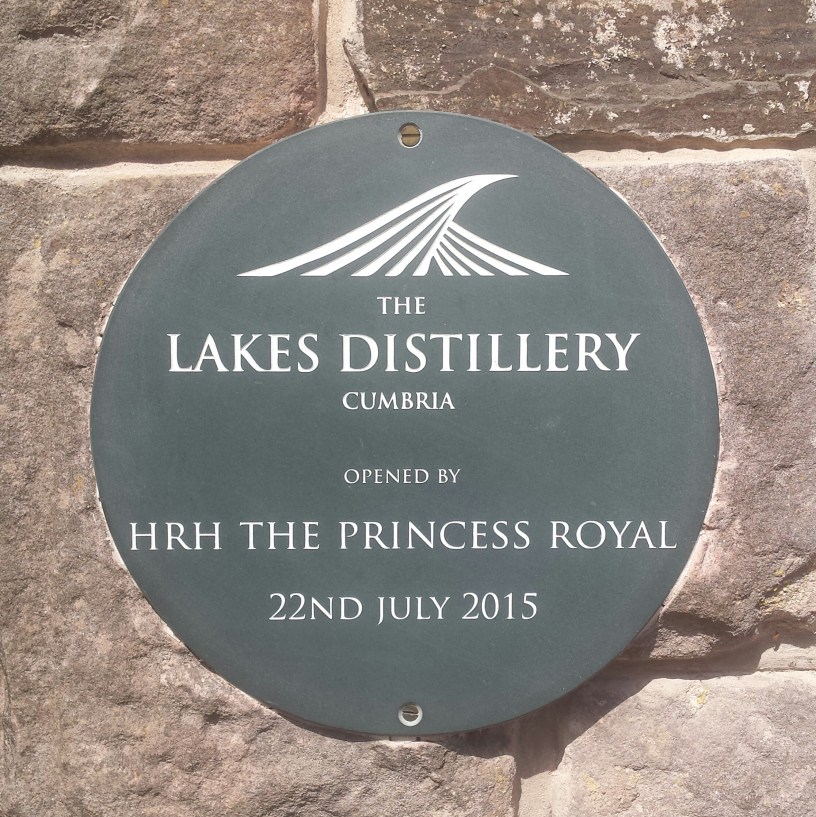 THE
LAKES DISTILLERY
CUMBRIA
OPENED BY
HRH THE PRINCESS ROYAL
22ND JULY 2015